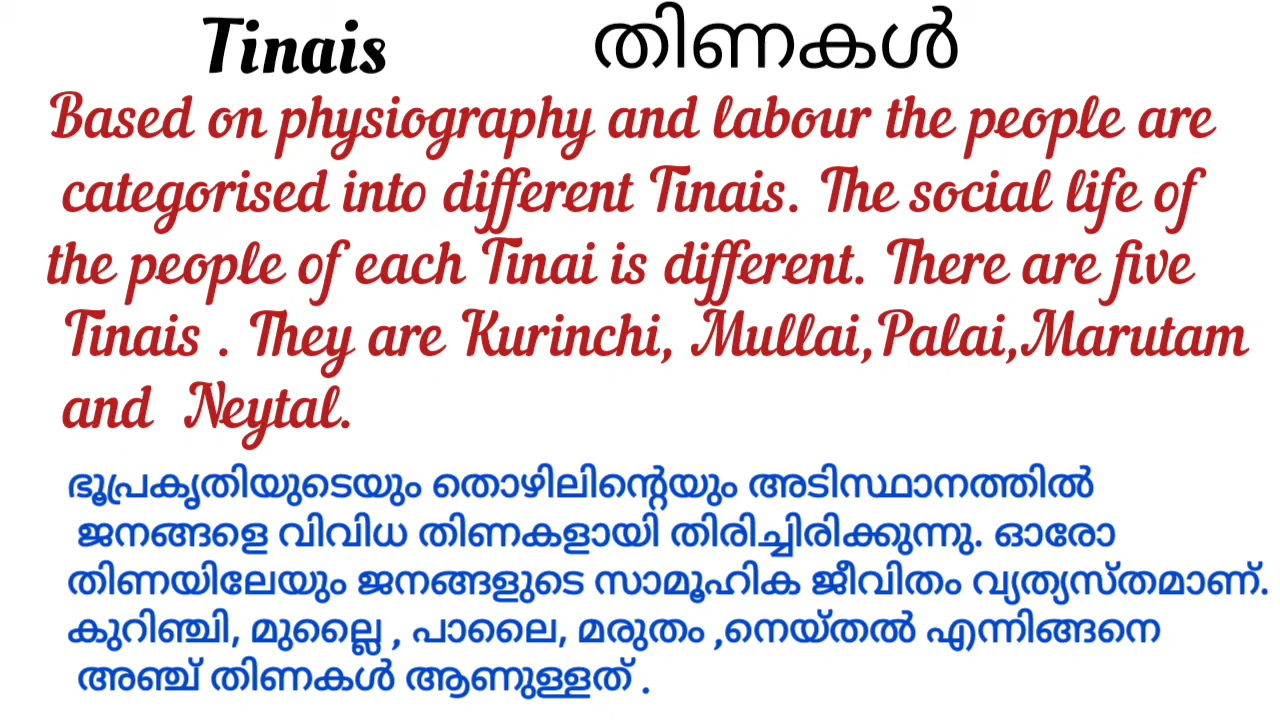 Tinais തിണകൾ
Based on physiography and labour the people are
categorised into different Tinais. The social life of
the people of each Tinai is different. There are five
Tinais . They are Kurinchi, Mullai,Palai,Marutam
and Neytal.
ഭൂപ്രകൃതിയുടെയും തൊഴിലിന്റെയും അടിസ്ഥാനത്തിൽ
ജനങ്ങളെ വിവിധ തിണകളായി തിരിച്ചിരിക്കുന്നു. ഓരോ
തിണയിലേയും ജനങ്ങളുടെ സാമൂഹിക ജീവിതം വ്യത്യസ്തമാണ്.
കുറിഞ്ചി, മുല്ലൈ , പാലൈ, മരുതം ,നെയ്തൽ എന്നിങ്ങനെ
അഞ്ച് തിണകൾ ആണുള്ളത് .